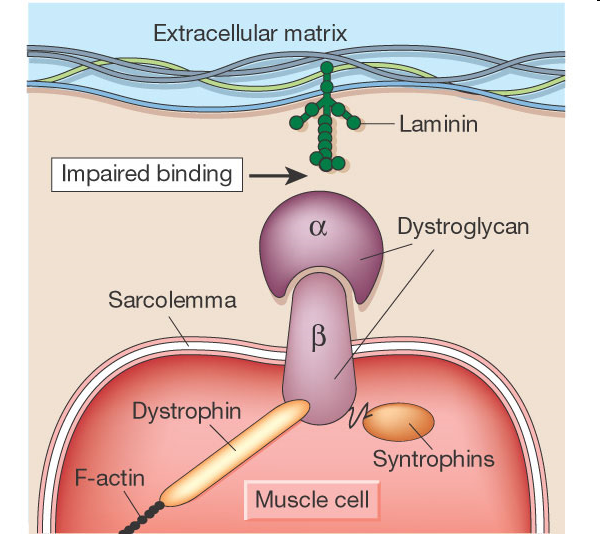 Extracellular matrix
Laminin
Impaired binding
α
Dystroglycan
Sarcolemma
β
Dystrophin
Syntrophins
F-actin
Muscle cell